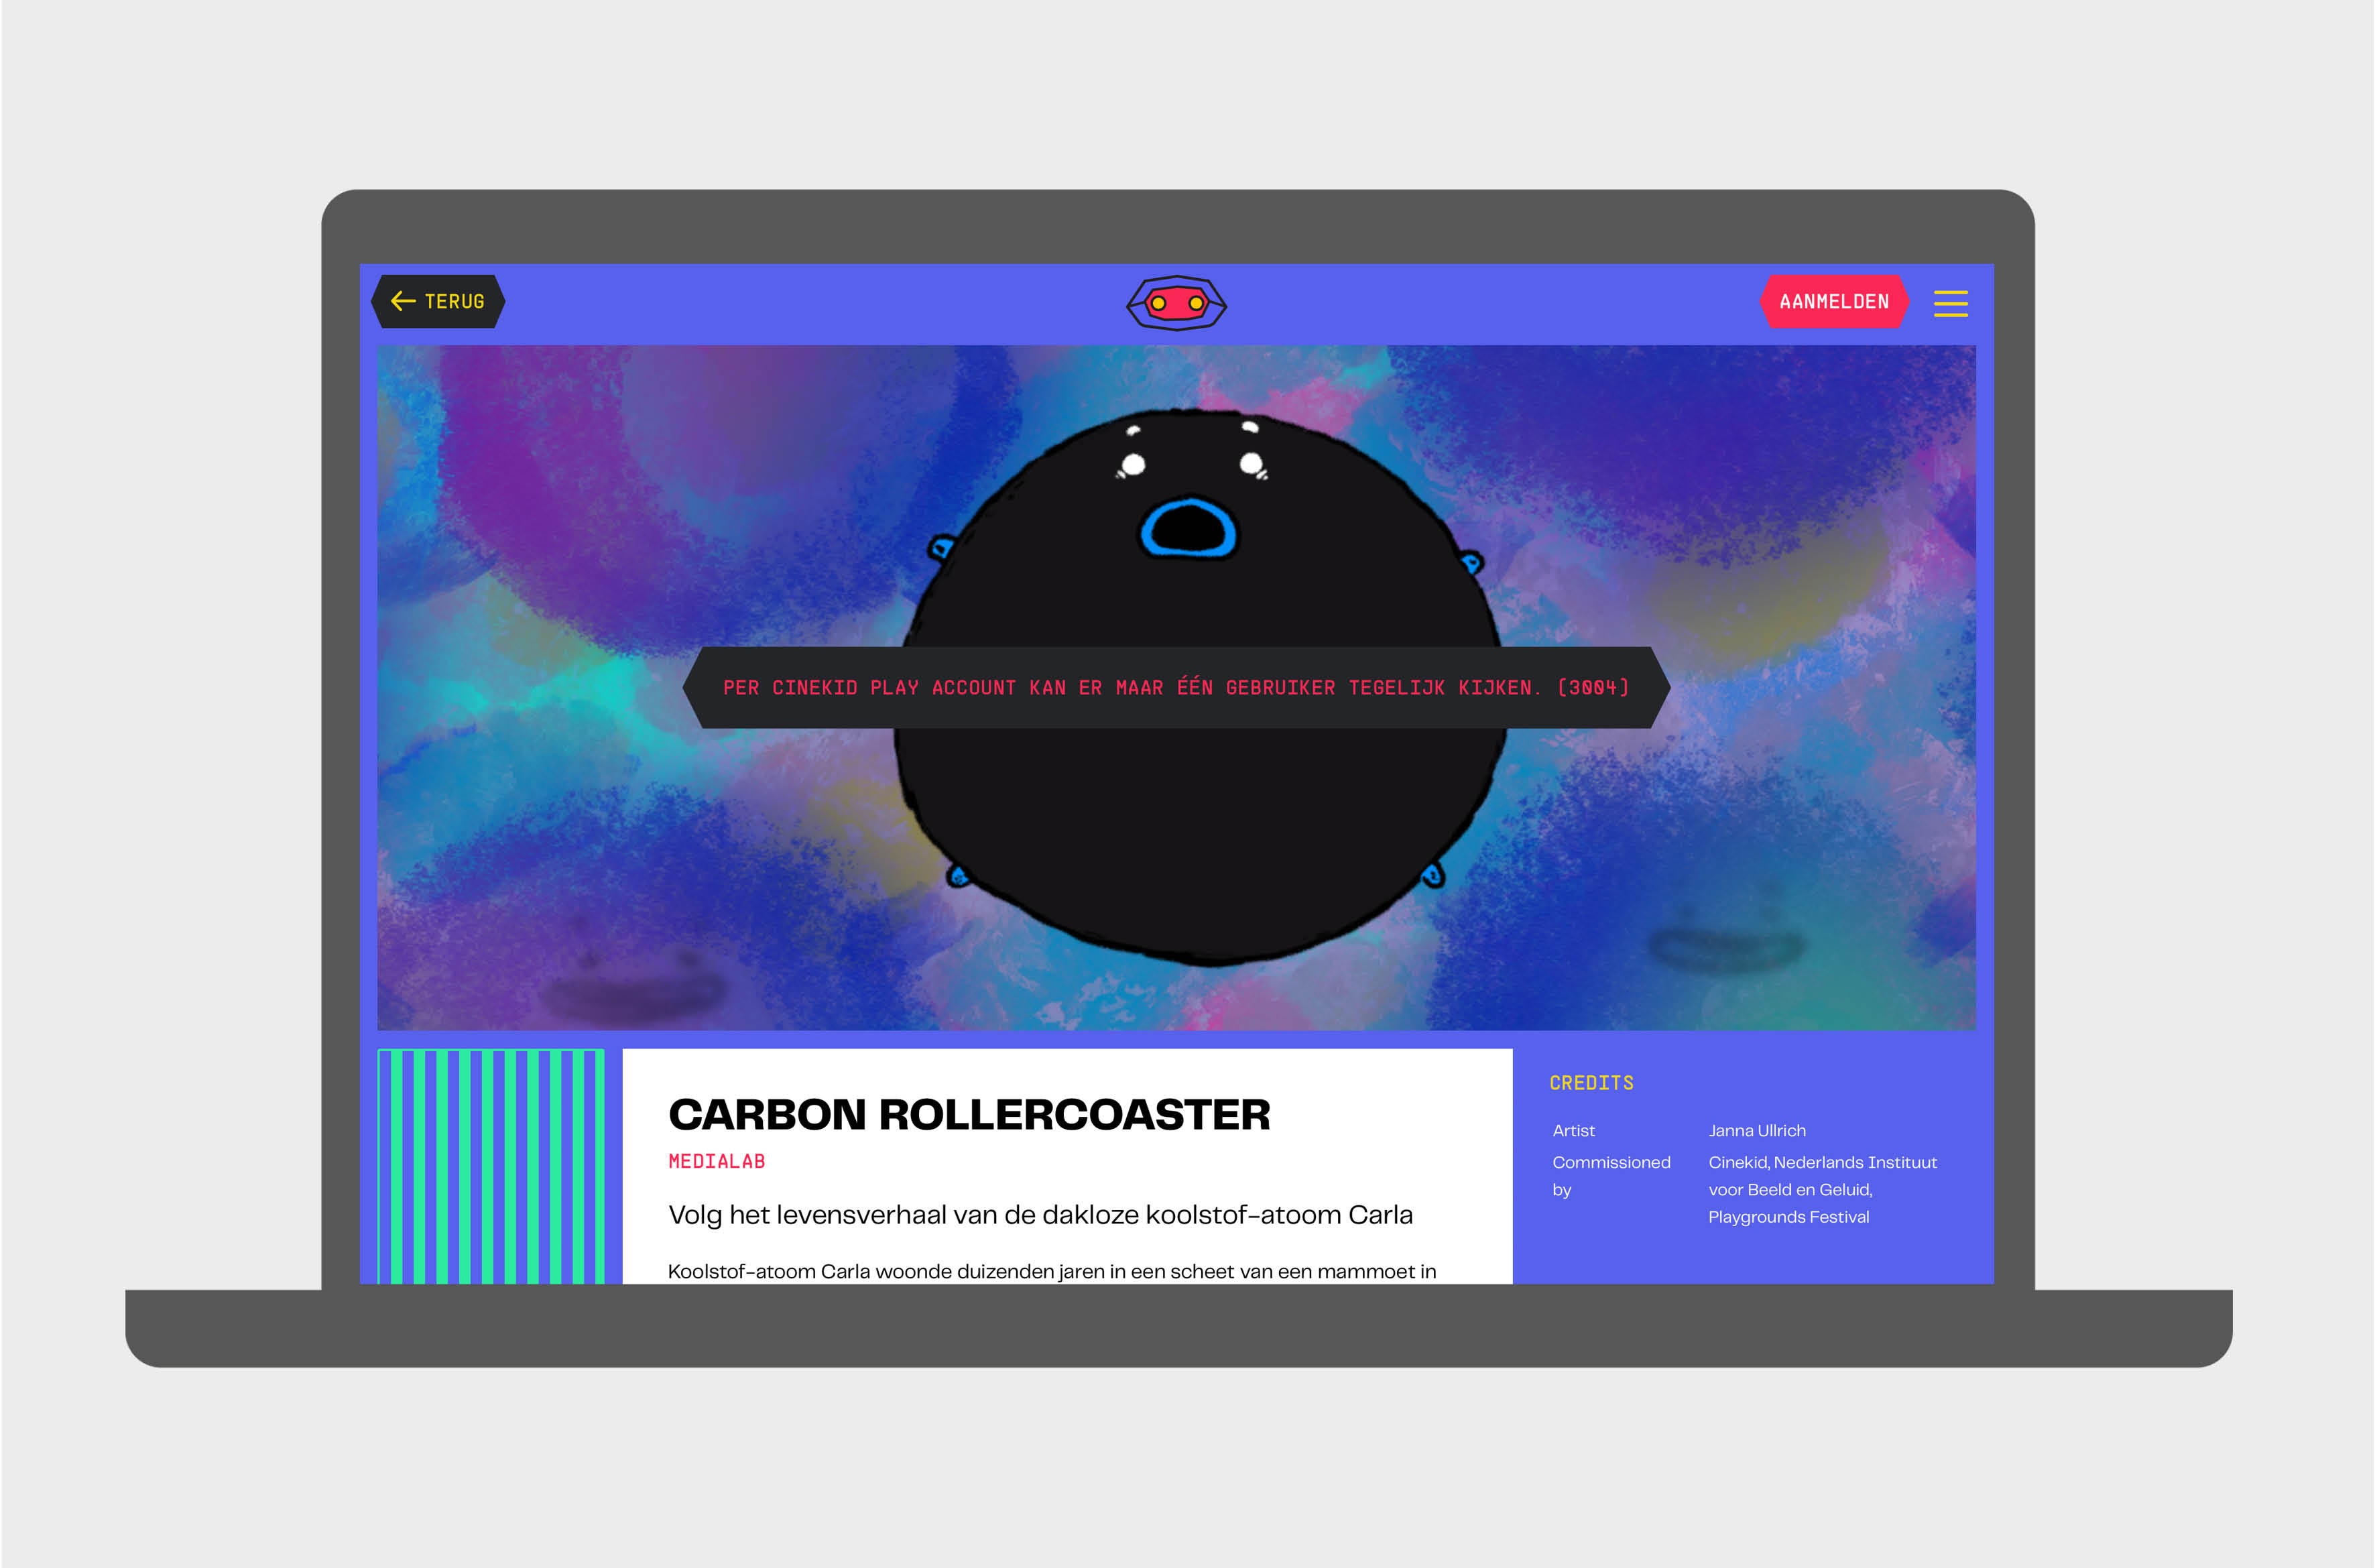 TERUG
AANMELDEN
PER CINEKID PLAY ACCOUNT KAN ER MAAR ÉÉN GEBRUIKER TEGELIJK KIJKEN. (3004)
CARBON ROLLERCOASTER
MEDIALAB
Volg het levensverhaal van de dakloze koolstof-atoom Carla
Koolstof-atoom Carla woonde duizenden jaren in een scheet van een mammoet in
CREDITS
Artist Janna Ullrich
Commissioned Cinekid, Nederlands Instituut
by voor Beeld en Geluid,
Playgrounds Festival